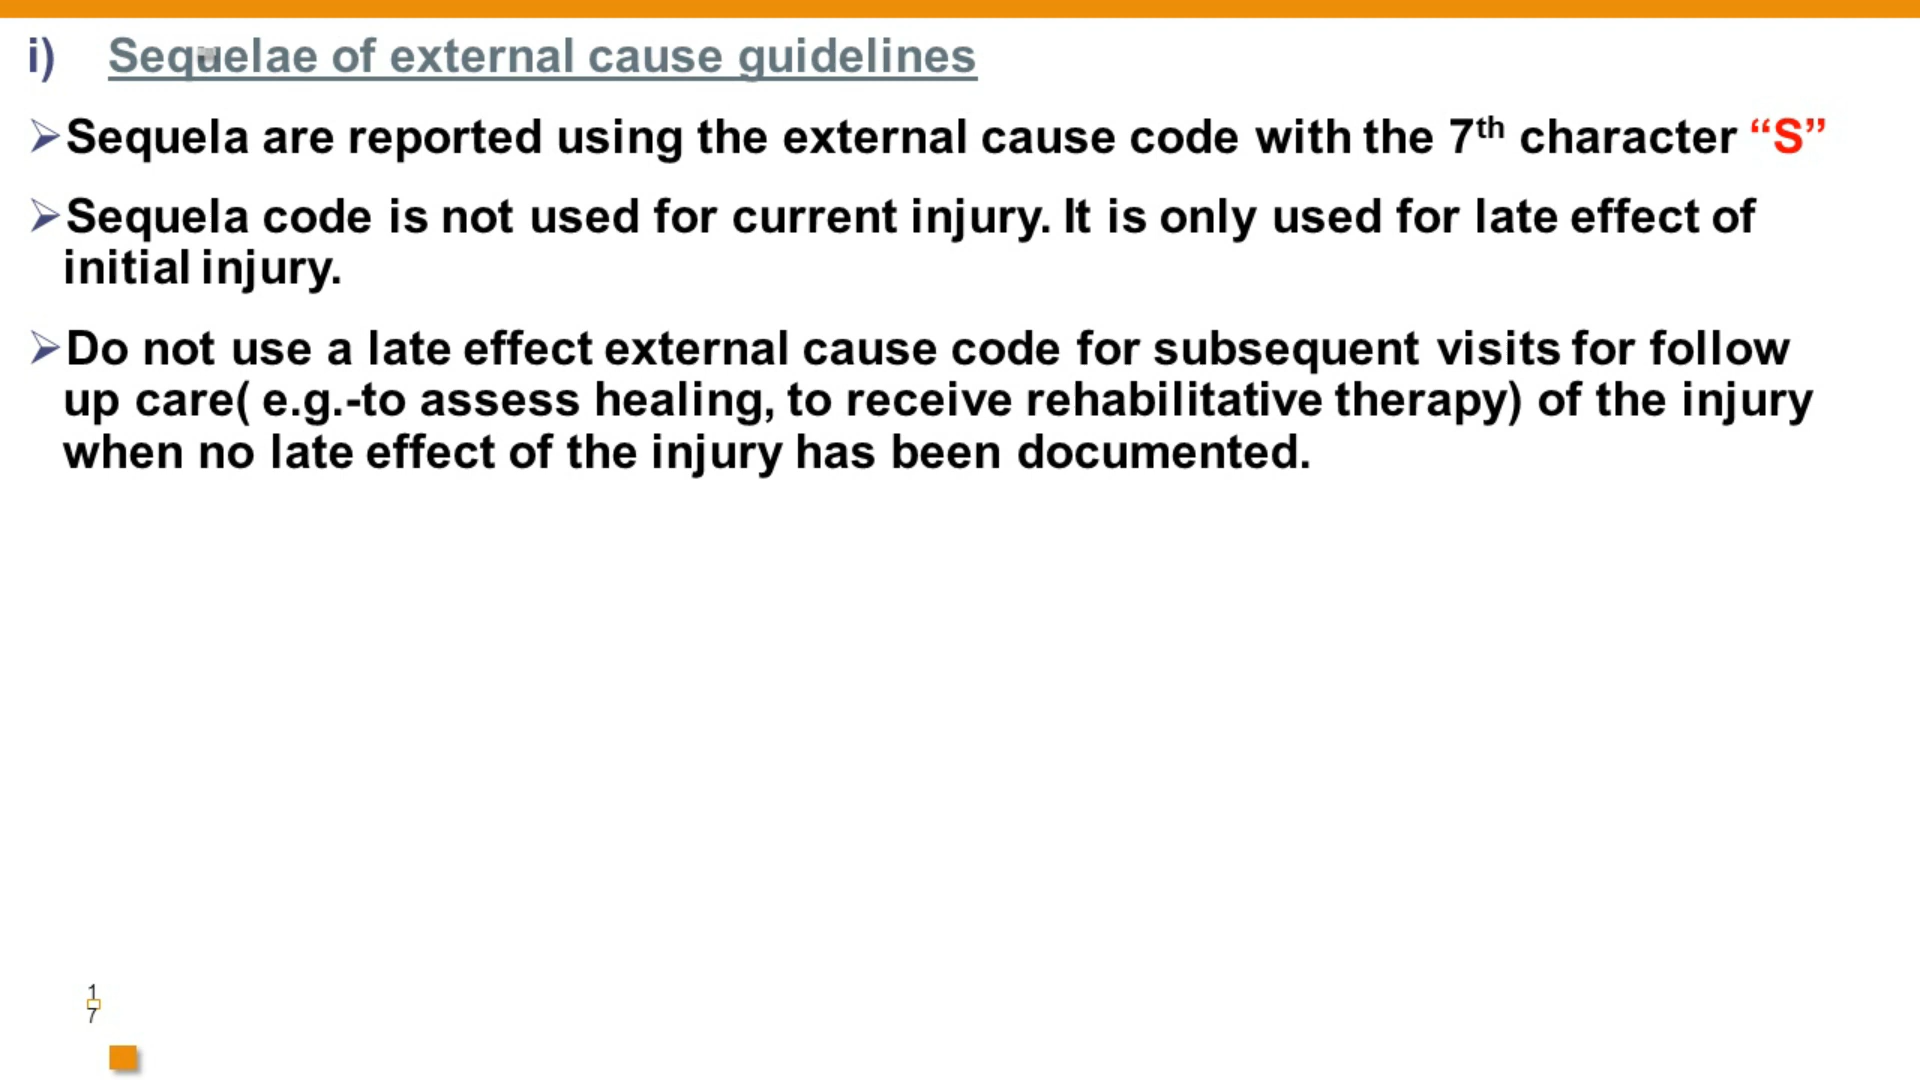 i) Sequelae of external cause guidelines
➢Sequela are reported using the external cause code with the 7th character “S”
➢Sequela code is not used for current injury. It is only used for late effect of
initial injury.
➢Do not use a late effect external cause code for subsequent visits for follow
up care( e.g.-to assess healing, to receive rehabilitative therapy) of the injury
when no late effect of the injury has been documented.
1
7